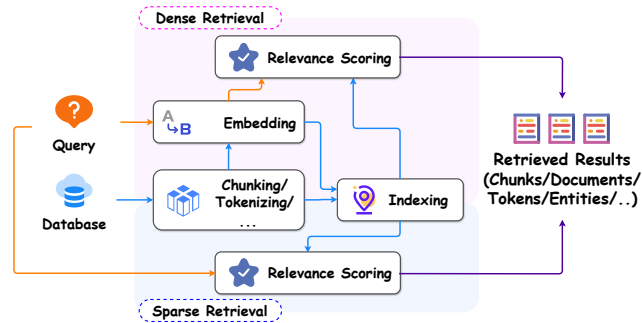 Dense Retrieval
Relevance Scoring
A
B
Embedding
?
Query
Retrieved Results
(Chunks/Documents/
Tokens/Entities/..)
Chunking/
Tokenizing/
...
Indexing
Database
Relevance Scoring
Sparse Retrieval